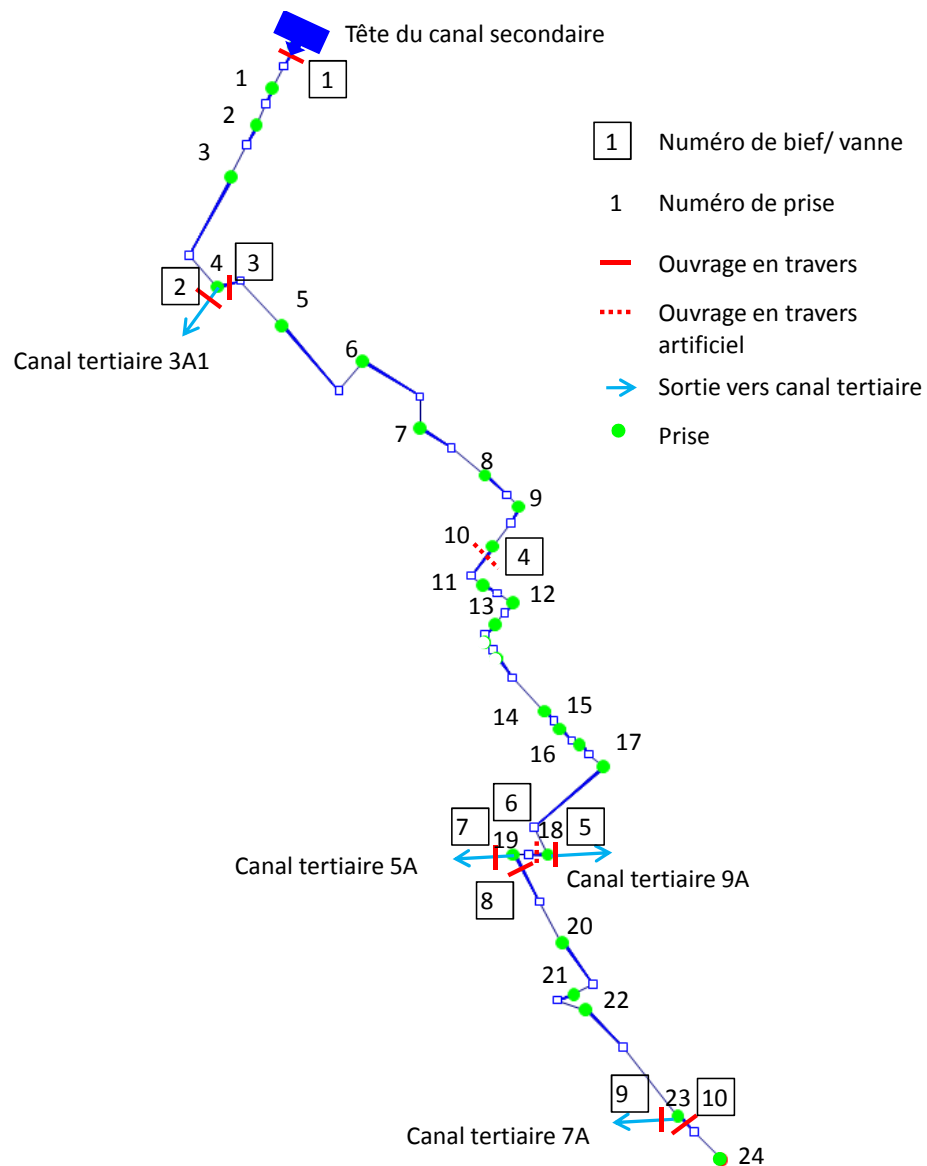 Tête du canal secondaire
1
1
2
3
1 Numéro de bief/ vanne
1 Numéro de prise
Ouvrage en travers
Ouvrage en travers
artificiel
Sortie vers canal tertiaire
Prise
4
3
2
5
Canal tertiaire 3A1
6
7
8
9
10
4
11
12
13
14
15
16
17
6
7
19
18
5
Canal tertiaire 5A
Canal tertiaire 9A
8
20
21
22
9
23
10
Canal tertiaire 7A
24